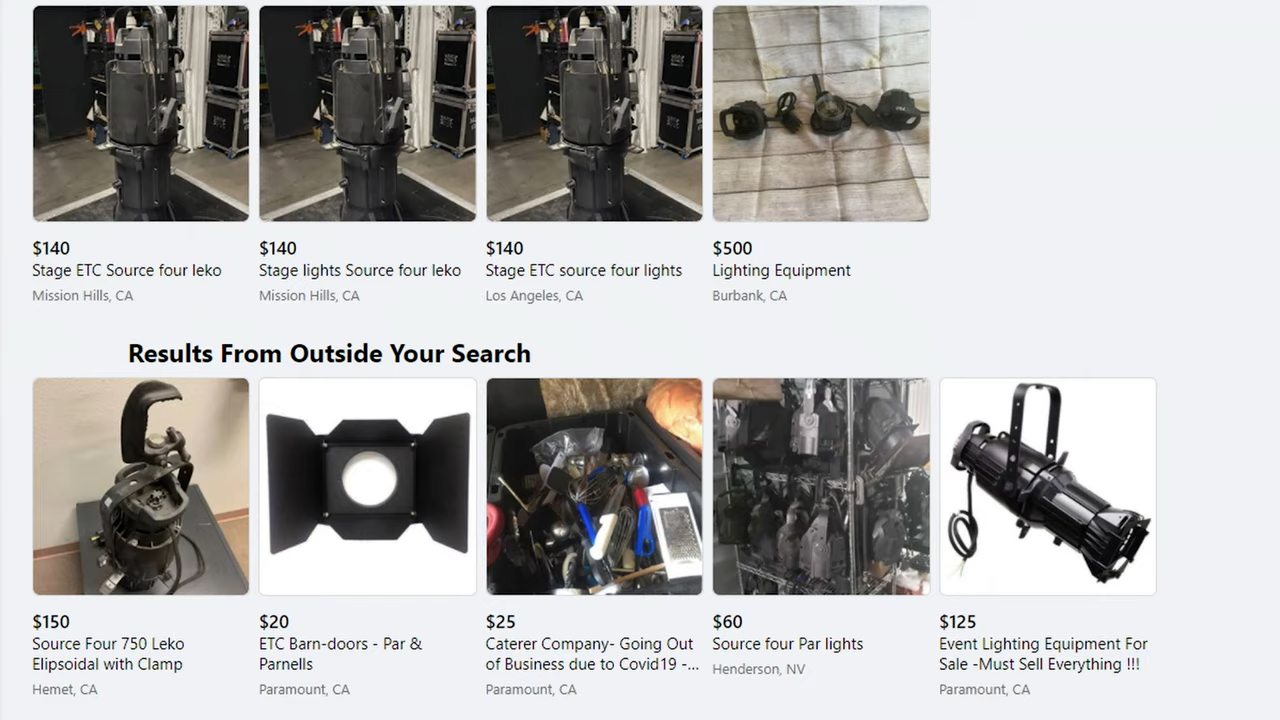 $140
Stage ETC Source four leko
Mission Hills, CA
$140
Stage lights Source four leko
Mission Hills, CA
$140
Stage ETC source four lights
Los Angeles, CA
$500
Lighting Equipment
Burbank, CA
Results From Outside Your Search
$150
Source Four 750 Leko
Elipsoidal with Clamp
Hemet, CA
$20
ETC Barn-doors - Par &
Parnells
Paramount, CA
$25
Caterer Company- Going Out
of Business due to Covid19 -...
Paramount, CA
$60
Source four Par lights
Henderson, NV
$125
Event Lighting Equipment For
Sale -Must Sell Everything !!!
Paramount, CA